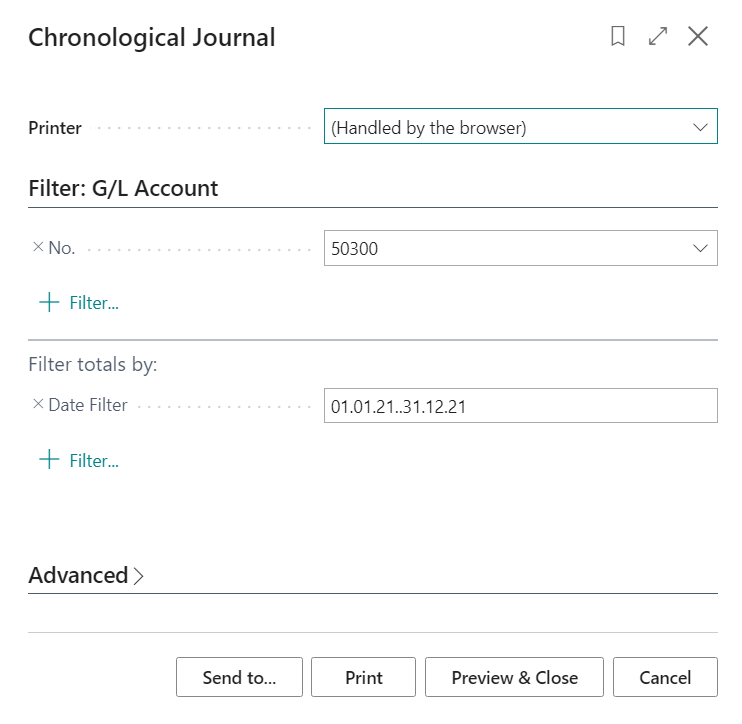 Chronological Journal
Printer (Handled by the browser)
Filter: G/L Account
No. 50300
Filter...
Filter totals by:
Date Filter 01.01.21..31.12.21
Filter...
Advanced
Send to... Print Preview & Close Cancel